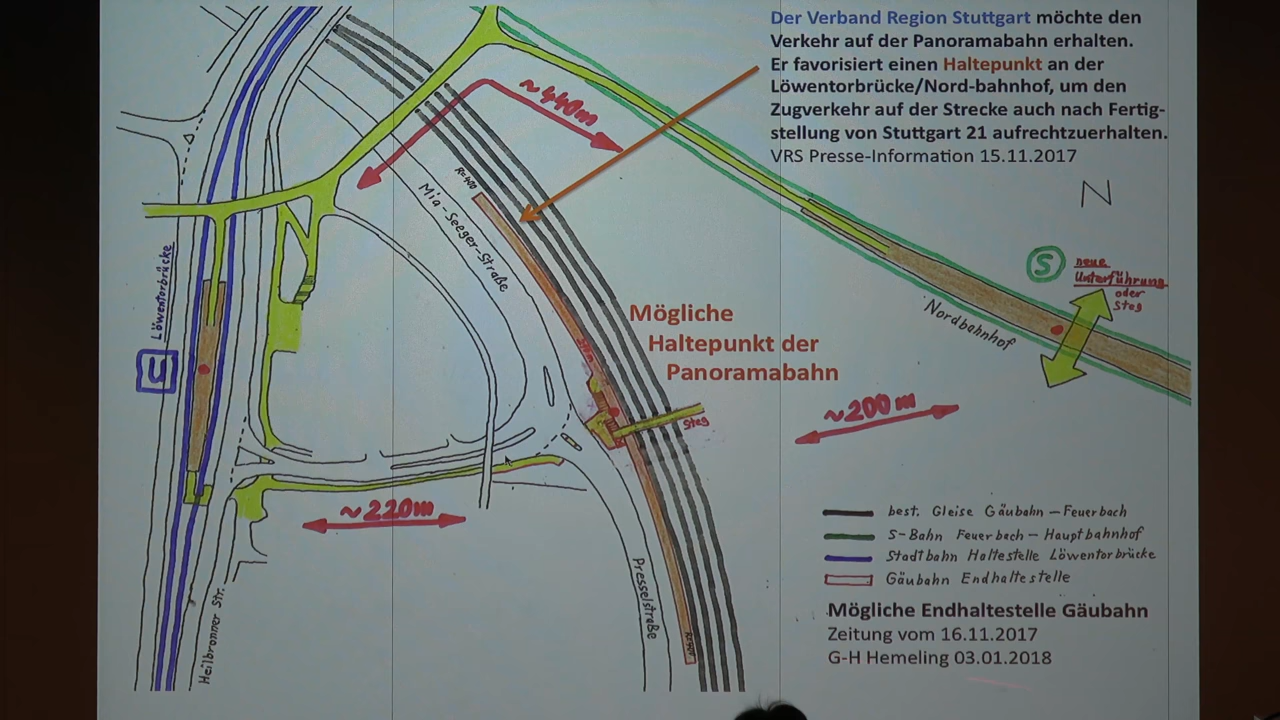 Der Verband Region Stuttgart möchte den
Verkehr auf der Panoramabahn erhalten.
Er favorisiert einen Haltepunkt an der
Löwentorbrücke/Nord-bahnhof, um den
Zugverkehr auf der Strecke auch nach Fertig-
stellung von Stuttgart 21 aufrechtzuerhalten.
VRS Presse-Information 15.11.2017
~440m
R=400
Mia-Seeger-Straße
N
S
neue
Unterführung
oder
Steg
Nordbahnhof
Löwentorbrücke
U
Mögliche
Haltepunkt der
Panoramabahn
~200m
Steg
~220m
Presselstraße
Heilbronner Str.
best. Gleise Gäubahn – Feuerbach
S-Bahn Feuerbach – Hauptbahnhof
Stadtbahn Haltestelle Löwentorbrücke
Gäubahn Endhaltestelle
Mögliche Endhaltestelle Gäubahn
Zeitung vom 16.11.2017
G-H Hemeling 03.01.2018